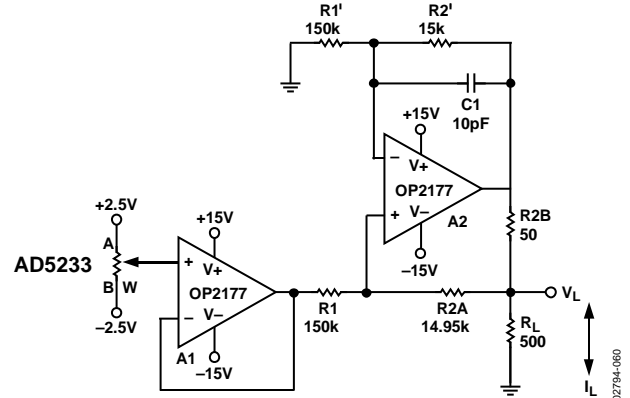 R1'
150k
R2'
15k
C1
10pF
+15V
–
V+
OP2177
+
V–
A2
–15V
R2B
50
+2.5V
A
AD5233
B
W
–2.5V
+15V
+
V+
OP2177
–
V–
A1
–15V
R1
150k
R2A
14.95k
VL
RL
500
IL
02794-060